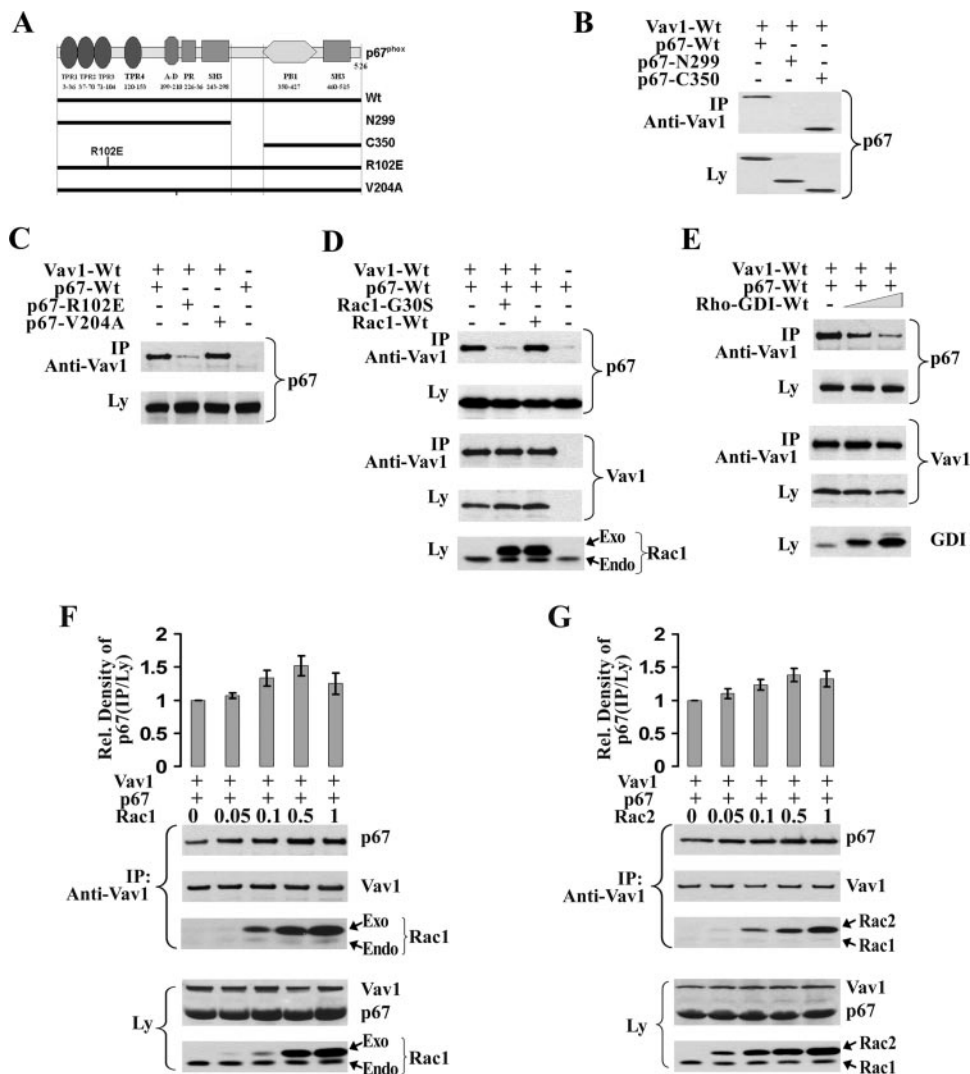 A
p67phox
526
TPR1 TPR2 TPR3 TPR4 A-D PR SH3 PB1 SH3
3-36 37-70 71-104 120-153 199-210 226-36 243-298 350-427 460-515
Wt
N299
C350
R102E
R102E
V204A
B
Vav1-Wt + + +
p67-Wt +
p67-N299 +
p67-C350 +
IP
Anti-Vav1
Ly
p67
C
Vav1-Wt + + + -
p67-Wt + - - +
p67-R102E - + - -
p67-V204A - - + -
IP
Anti-Vav1
Ly
p67
D
Vav1-Wt + + + -
p67-Wt + + + +
Rac1-G30S - + - -
Rac1-Wt - - + -
IP
Anti-Vav1
Ly
p67
IP
Anti-Vav1
Ly
Vav1
Ly
Exo
Endo
Rac1
E
Vav1-Wt + + +
p67-Wt + + +
Rho-GDI-Wt -
IP
Anti-Vav1
Ly
p67
IP
Anti-Vav1
Ly
Vav1
Ly
GDI
F
Rel. Density of
p67(IP/Ly)
2
1.5
1
0.5
0
Vav1 + + + + +
p67 + + + + +
Rac1 0 0.05 0.1 0.5 1
IP:
Anti-Vav1
p67
Vav1
Exo
Endo
Rac1
Ly
Vav1
p67
Exo
Endo
Rac1
G
Rel. Density of
p67(IP/Ly)
2
1.5
1
0.5
0
Vav1 + + + + +
p67 + + + + +
Rac2 0 0.05 0.1 0.5 1
IP:
Anti-Vav1
p67
Vav1
Rac2
Rac1
Ly
Vav1
p67
Rac2
Rac1